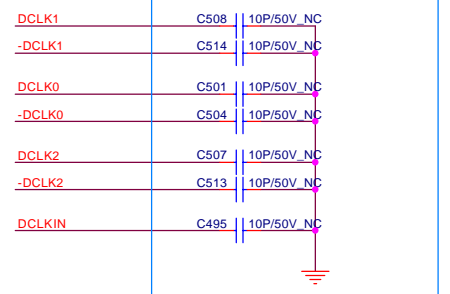 DCLK1 C508 10P/50V_NC
-DCLK1 C514 10P/50V_NC
DCLK0 C501 10P/50V_NC
-DCLK0 C504 10P/50V_NC
DCLK2 C507 10P/50V_NC
-DCLK2 C513 10P/50V_NC
DCLKIN C495 10P/50V_NC